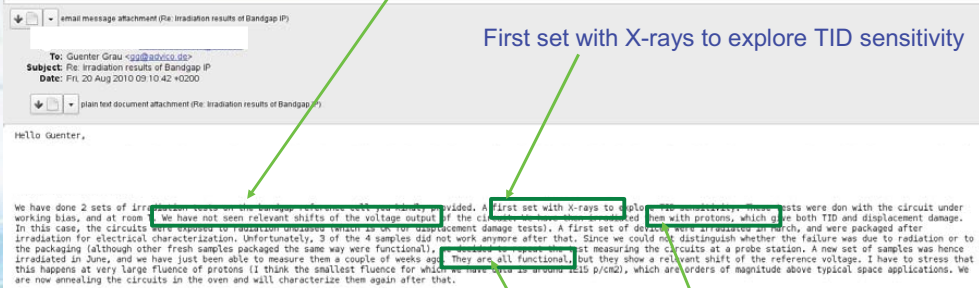 email message attachment (Re: Irradiation results of Bandgap IP)
First set with X-rays to explore TID sensitivity
To: Guenter Grau <gg@advico.de>
Subject: Re: Irradiation results of Bandgap IP
Date: Fri, 20 Aug 2010 09:10:42 +0200
plain text document attachment (Re: Irradiation results of Bandgap IP)
Hello Guenter,
We have done 2 sets of irradiation tests on the bandgap reference cell you kindly provided. A first set with X-rays to explore TID sensitivity. These tests were don with the circuit under
working bias, and at room T. We have not seen relevant shifts of the voltage output of the circuit. We have then irradiated them with protons, which give both TID and displacement damage.
In this case, the circuits were exposed to radiation unbiased (which is OK for displacement damage tests). A first set of devices were irradiated in March, and were packaged after
irradiation for electrical characterization. Unfortunately, 3 of the 4 samples did not work anymore after that. Since we could not distinguish whether the failure was due to radiation or to
the packaging (although other fresh samples packaged the same way were functional), we decided to repeat the test measuring the circuits at a probe station. A new set of samples was hence
irradiated in June, and we have just been able to measure them a couple of weeks ago. They are all functional, but they show a relevant shift of the reference voltage. I have to stress that
this happens at very large fluence of protons (I think the smallest fluence for which we have data is around 1E15 p/cm2), which are orders of magnitude above typical space applications. We
are now annealing the circuits in the oven and will characterize them again after that.